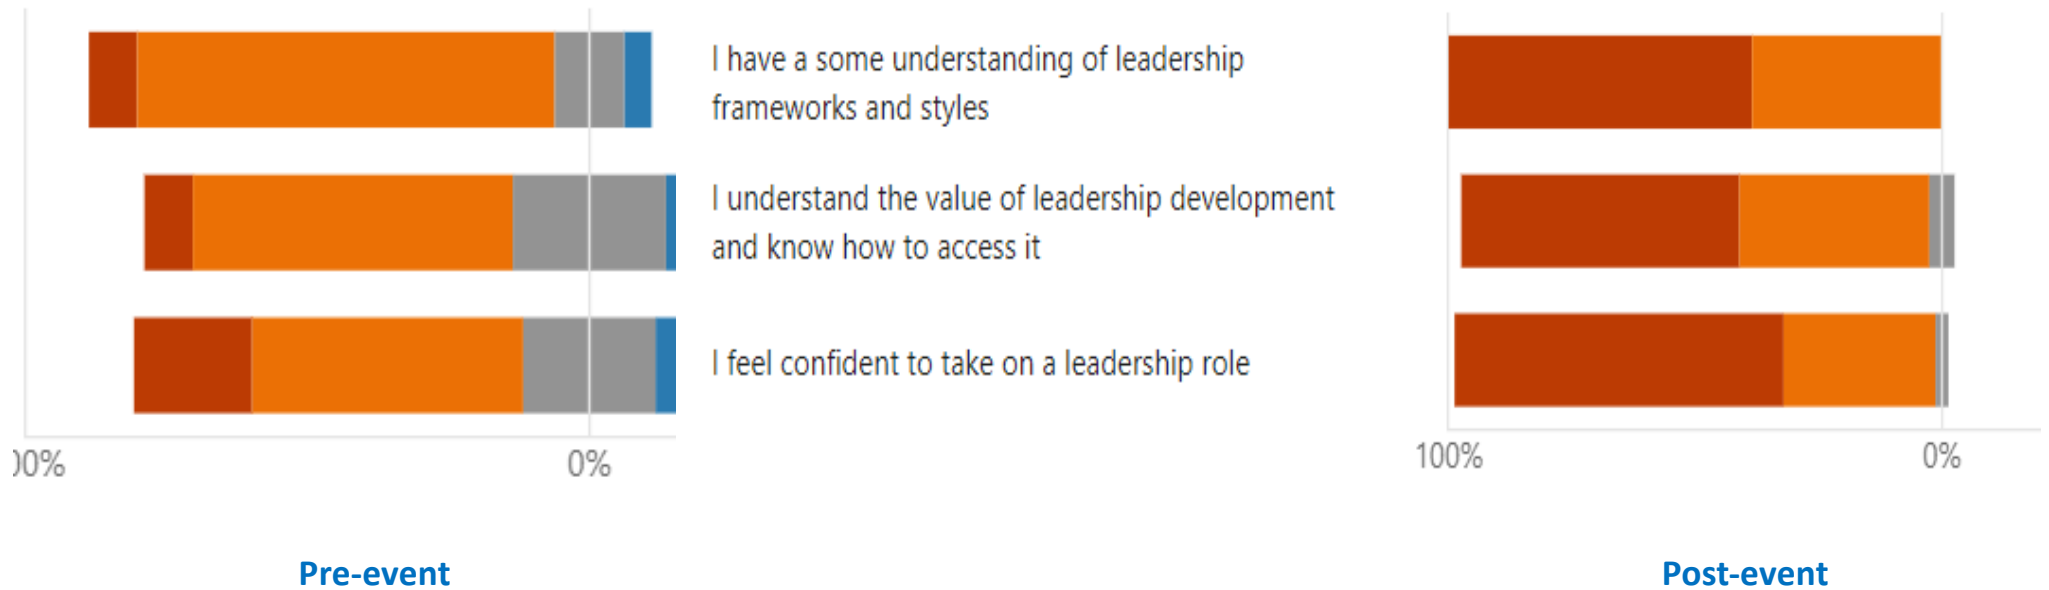 I have a some understanding of leadership
frameworks and styles
I understand the value of leadership development
and know how to access it
I feel confident to take on a leadership role
00%
0%
100%
0%
Pre-event
Post-event